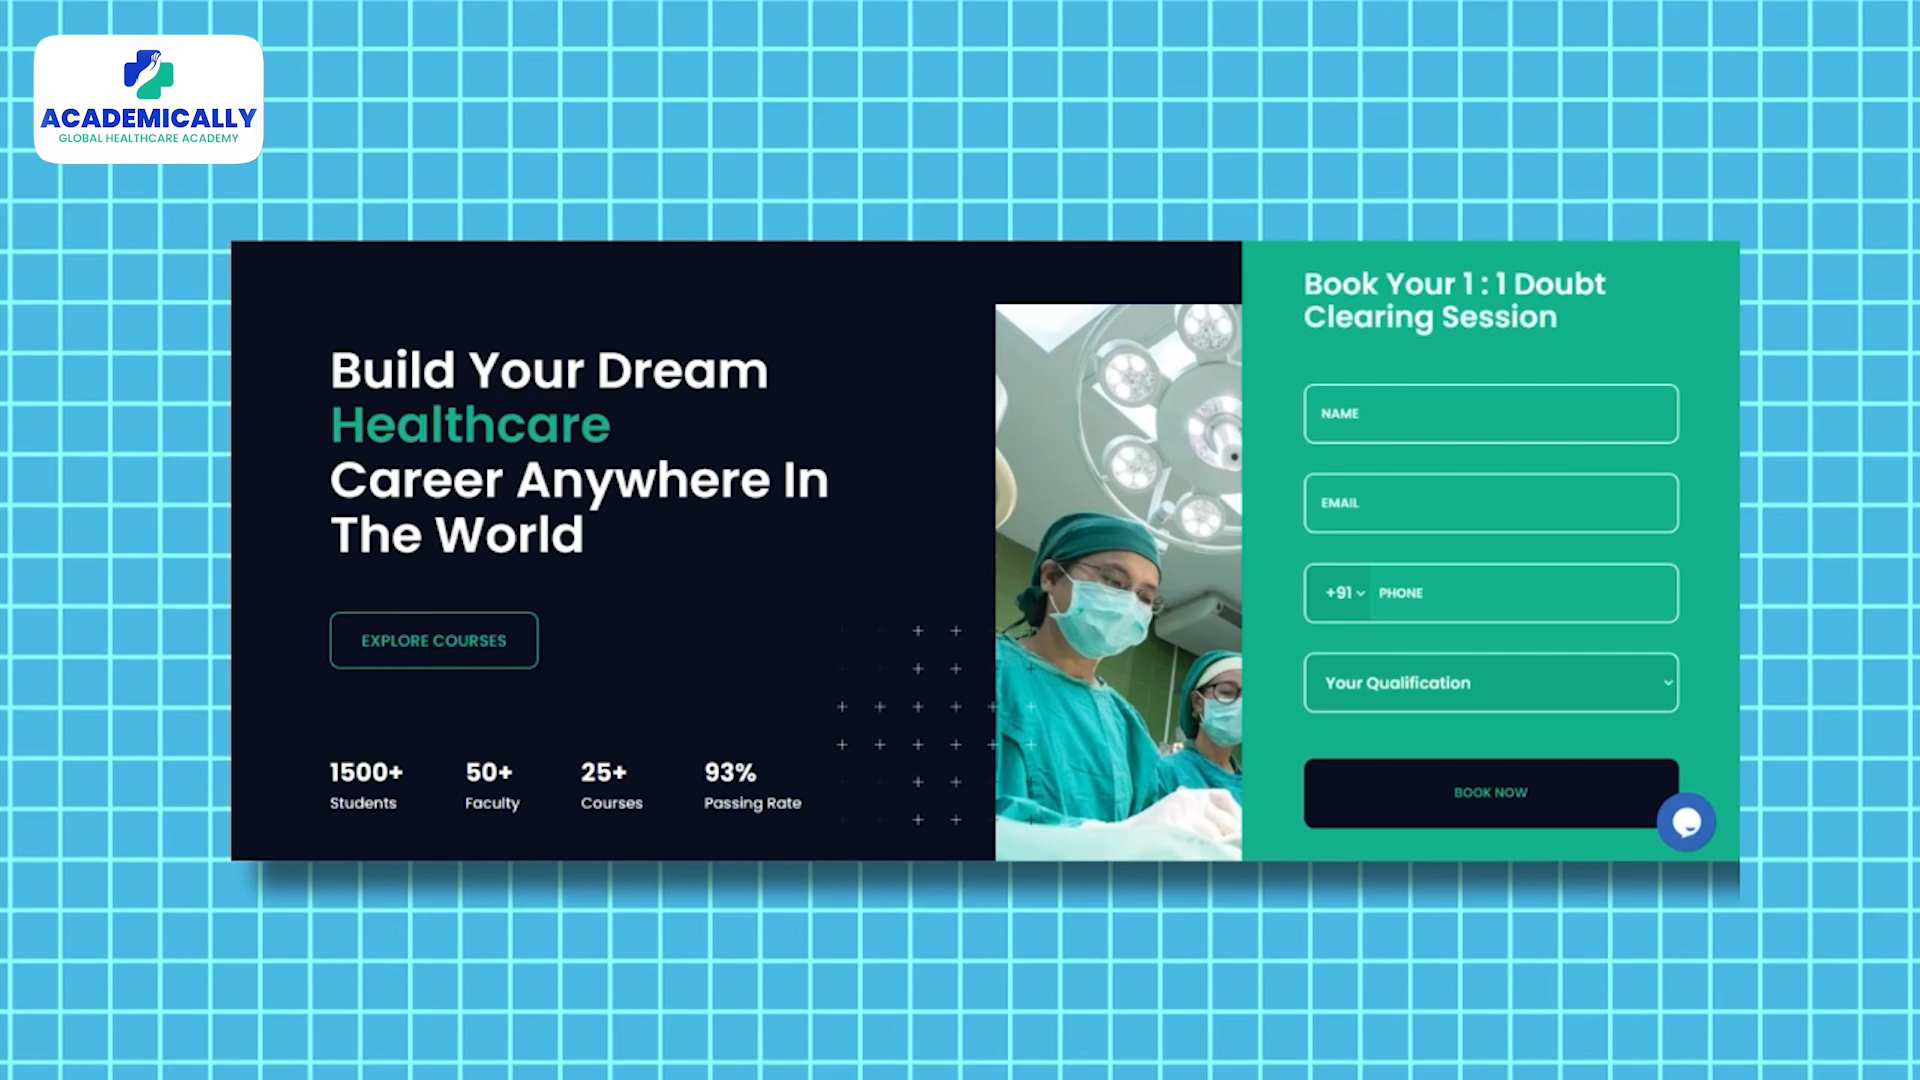 ACADEMICALLY
GLOBAL HEALTHCARE ACADEMY
Build Your Dream
Healthcare
Career Anywhere In
The World
EXPLORE COURSES
1500+
Students
50+
Faculty
25+
Courses
93%
Passing Rate
Book Your 1 : 1 Doubt
Clearing Session
NAME
EMAIL
+91 PHONE
Your Qualification
BOOK NOW